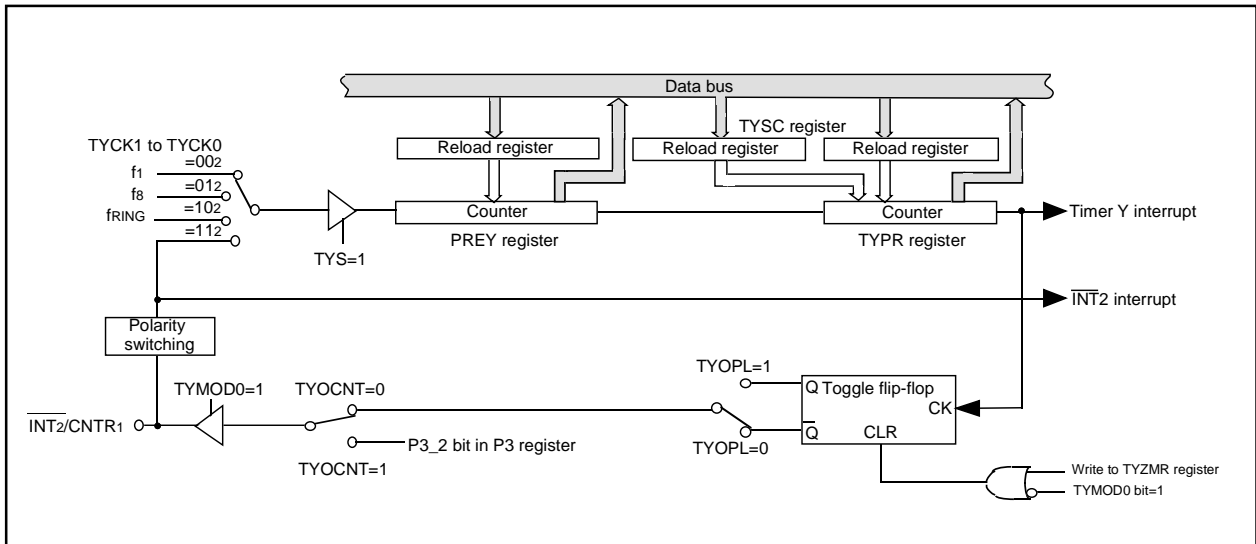 Data bus
TYSC register
TYCK1 to TYCK0
Reload register
Reload register
Reload register
=002
f1
=012
f8
=102
fRING
=112
Counter
Counter
Timer Y interrupt
PREY register
TYPR register
TYS=1
INT2 interrupt
Polarity
switching
TYMOD0=1
TYOCNT=0
TYOPL=1
Q
Toggle flip-flop
CK
INT2/CNTR1
P3_2 bit in P3 register
TYOCNT=1
TYOPL=0
Q
CLR
Write to TYZMR register
TYMOD0 bit=1